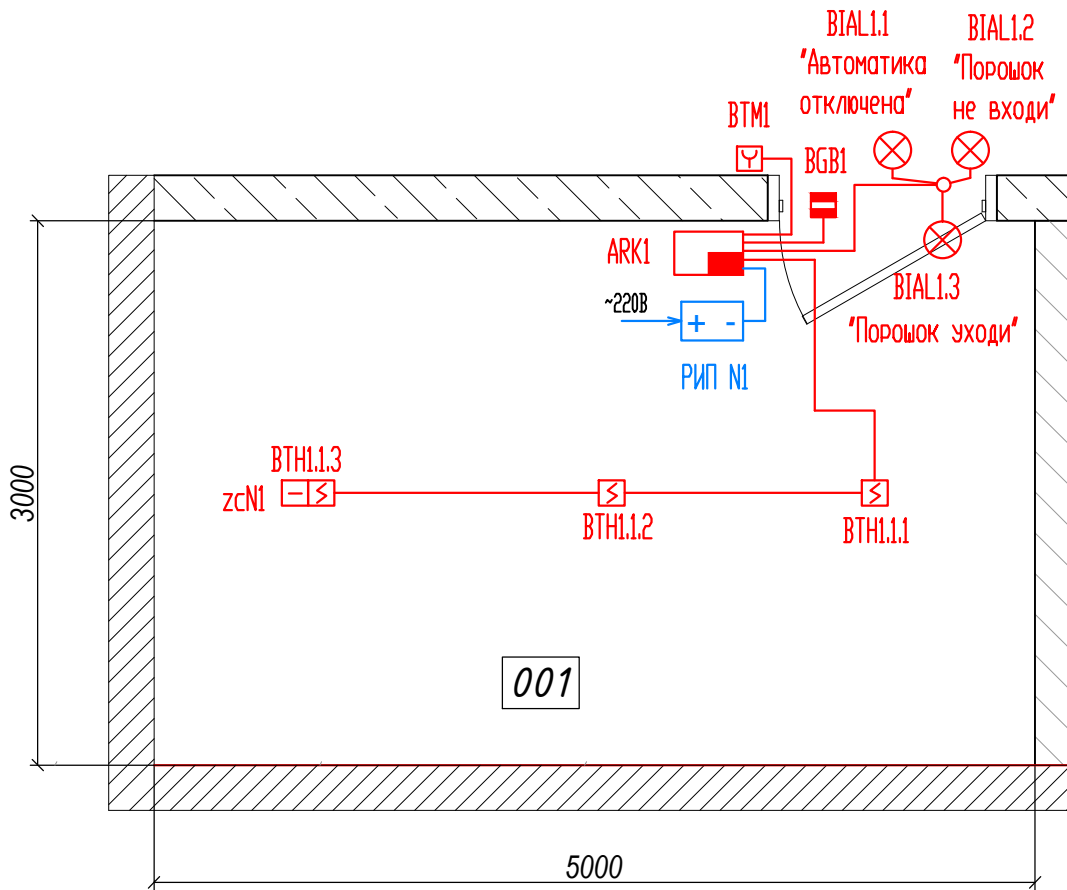 BIAL1.1
"Автоматика
отключена"
BIAL1.2
"Порошок
не входи"
BTM1
BGB1
ARK1
~220В
+ -
РИП N1
BIAL1.3
"Порошок уходи"
BTH1.1.3
zcN1
BTH1.1.2
BTH1.1.1
3000
001
5000